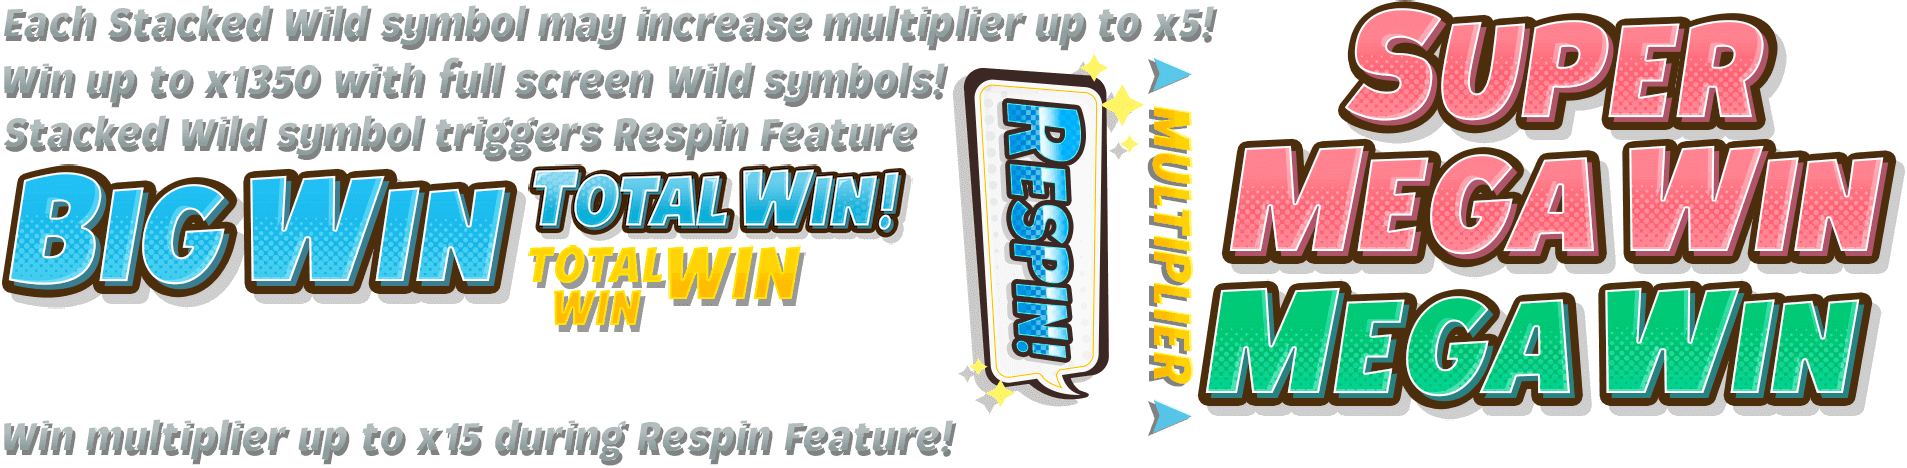 Each Stacked Wild symbol may increase multiplier up to x5!
Win up to x1350 with full screen Wild symbols!
Stacked Wild symbol triggers Respin Feature
BIG WIN
TOTAL WIN!
TOTAL
WIN
WIN
Win multiplier up to x15 during Respin Feature!
RESPIN!
MULTIPLIER
SUPER
MEGA WIN
MEGA WIN